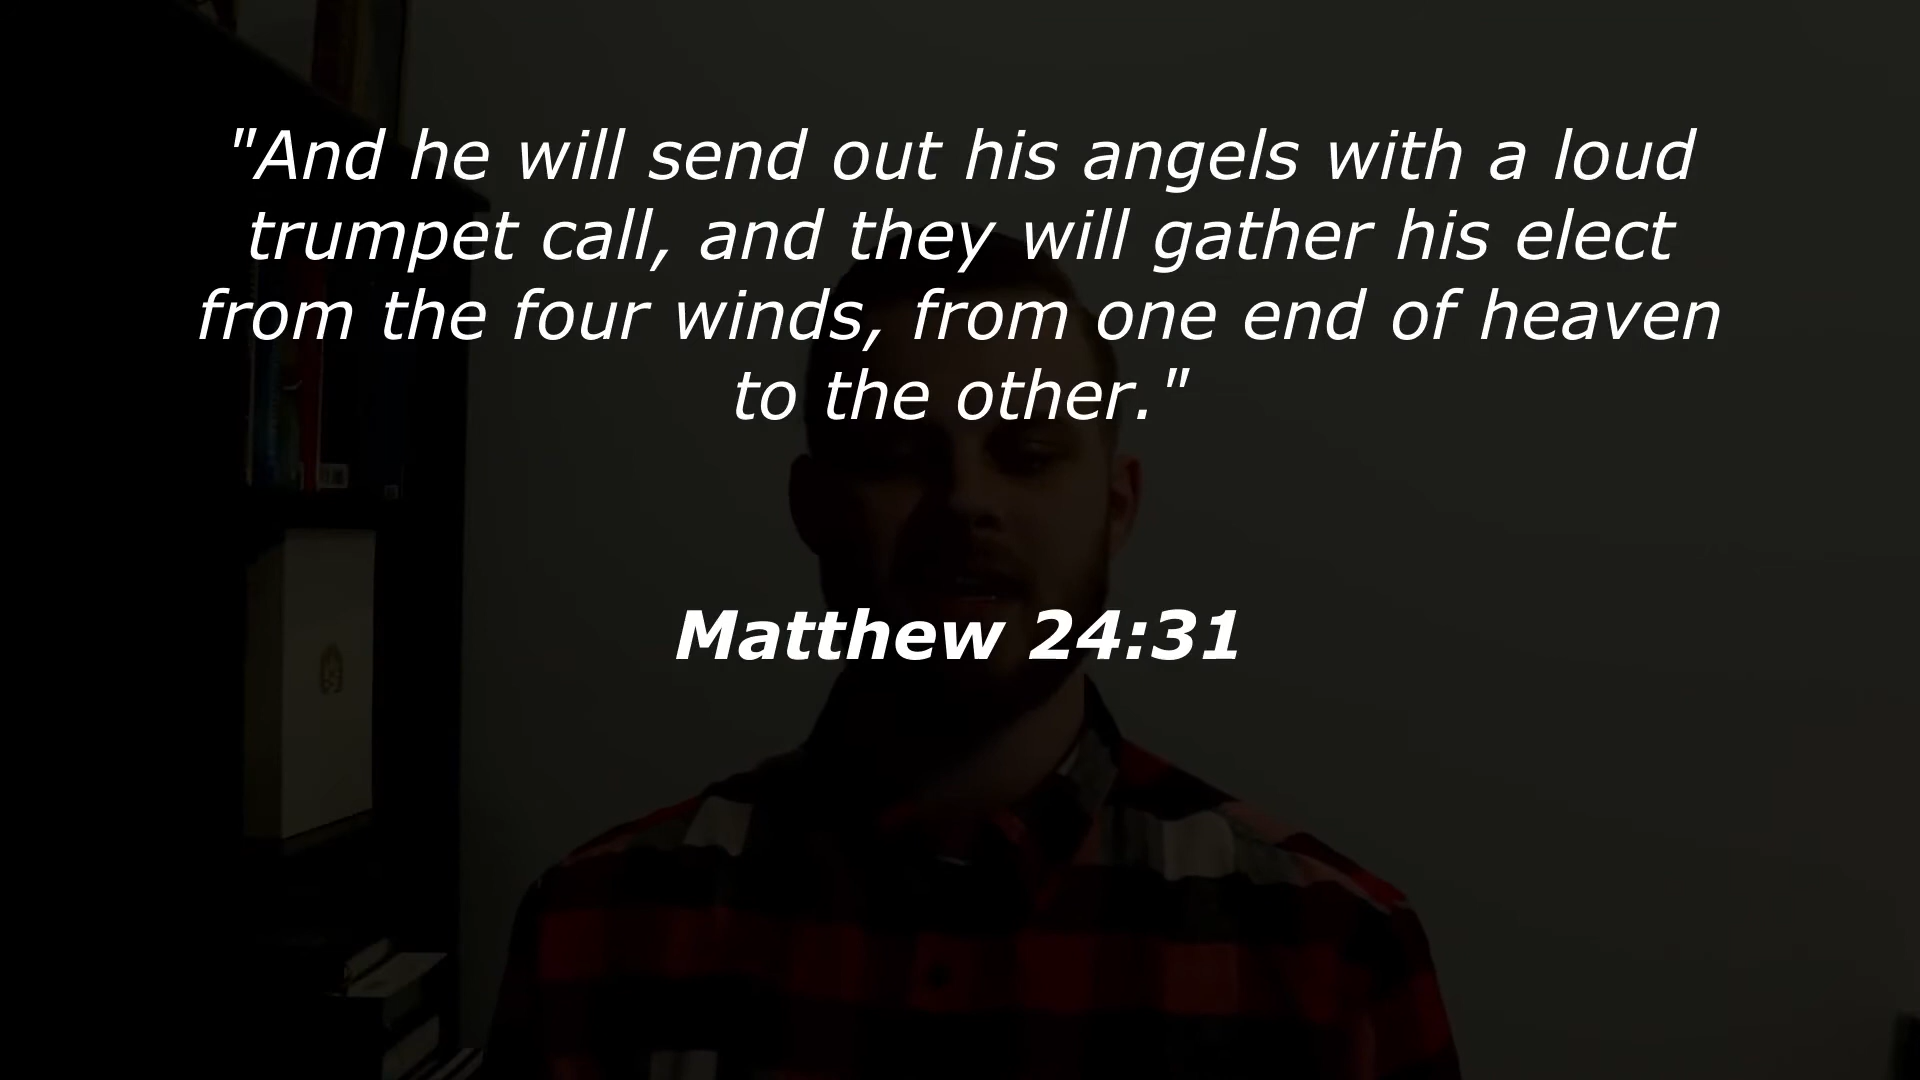 "And he will send out his angels with a loud
trumpet call, and they will gather his elect
from the four winds, from one end of heaven
to the other."
Matthew 24:31